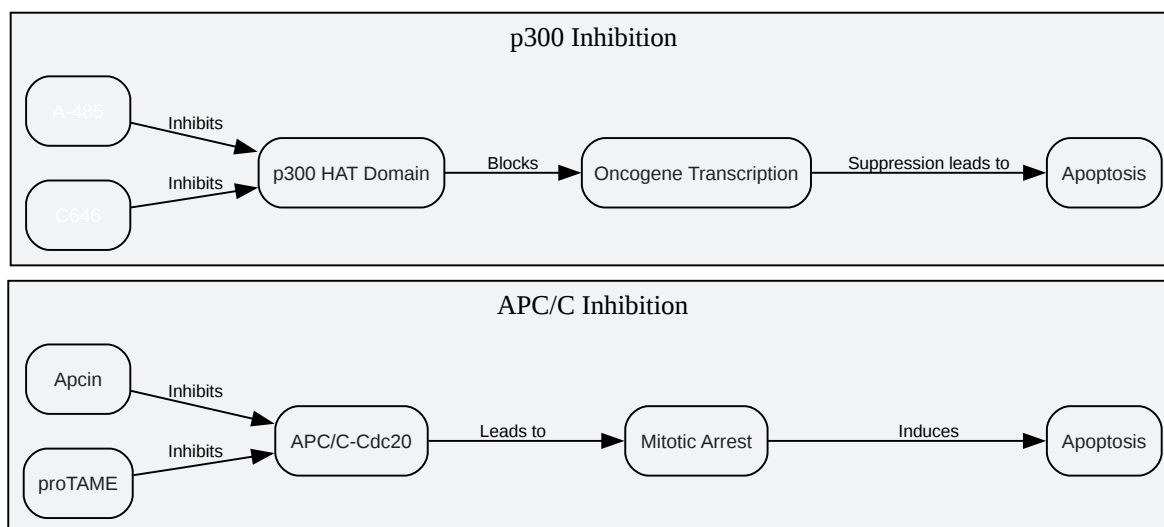 p300 Inhibition
A-485
Inhibits
C646
Inhibits
p300 HAT Domain
Blocks
Oncogene Transcription
Suppression leads to
Apoptosis
APC/C Inhibition
Apcin
Inhibits
proTAME
Inhibits
APC/C-Cdc20
Leads to
Mitotic Arrest
Induces
Apoptosis